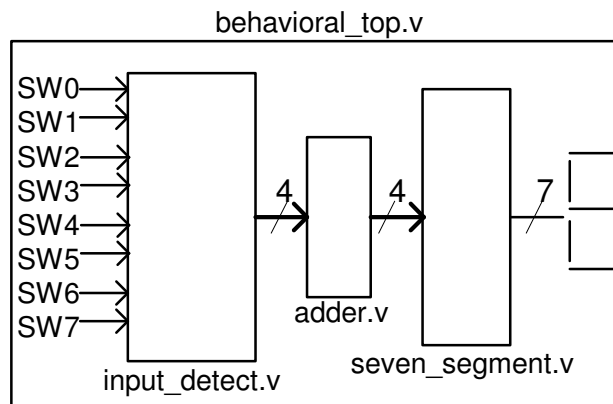 behavioral_top.v
SW0
SW1
SW2
SW3
SW4
SW5
SW6
SW7
4
4
7
adder.v
seven_segment.v
input_detect.v